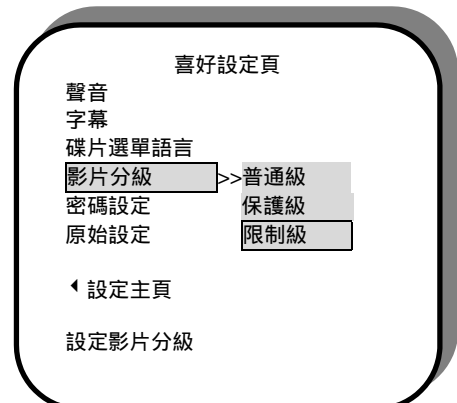 喜好設定頁
聲音
字幕
碟片選單語言
影片分級 >>普通級
密碼設定 保護級
原始設定 限制級
設定主頁
設定影片分級